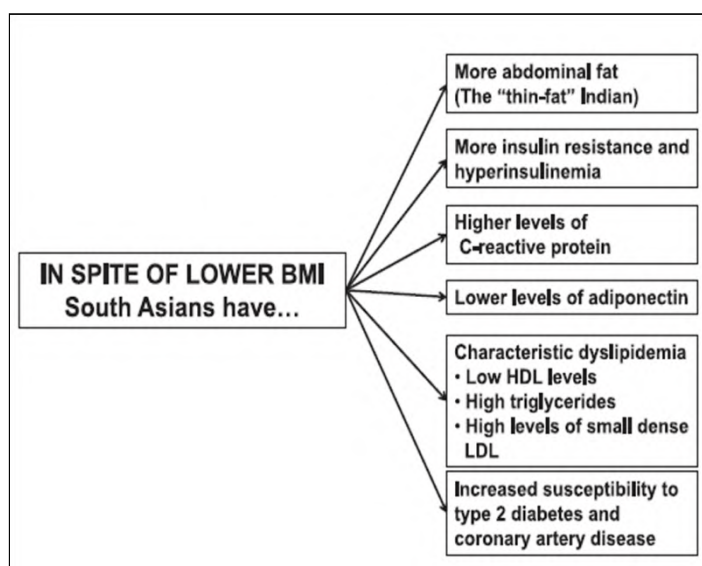 IN SPITE OF LOWER BMI
South Asians have...
More abdominal fat
(The "thin-fat" Indian)
More insulin resistance and
hyperinsulinemia
Higher levels of
C-reactive protein
Lower levels of adiponectin
Characteristic dyslipidemia
• Low HDL levels
• High triglycerides
• High levels of small dense
LDL
Increased susceptibility to
type 2 diabetes and
coronary artery disease